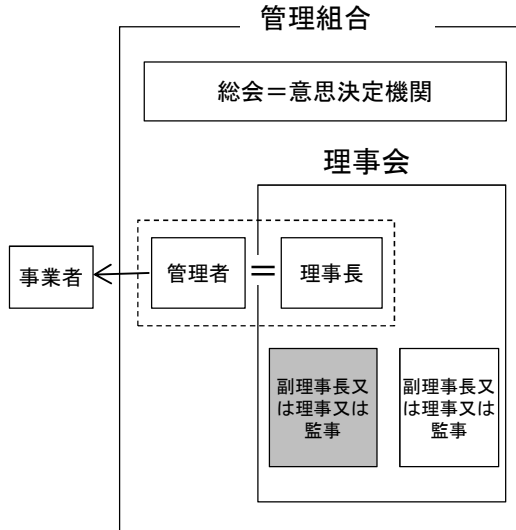 管理組合
総会＝意思決定機関
理事会
事業者
管理者
＝
理事長
副理事長又
は理事又は
監事
副理事長又
は理事又は
監事